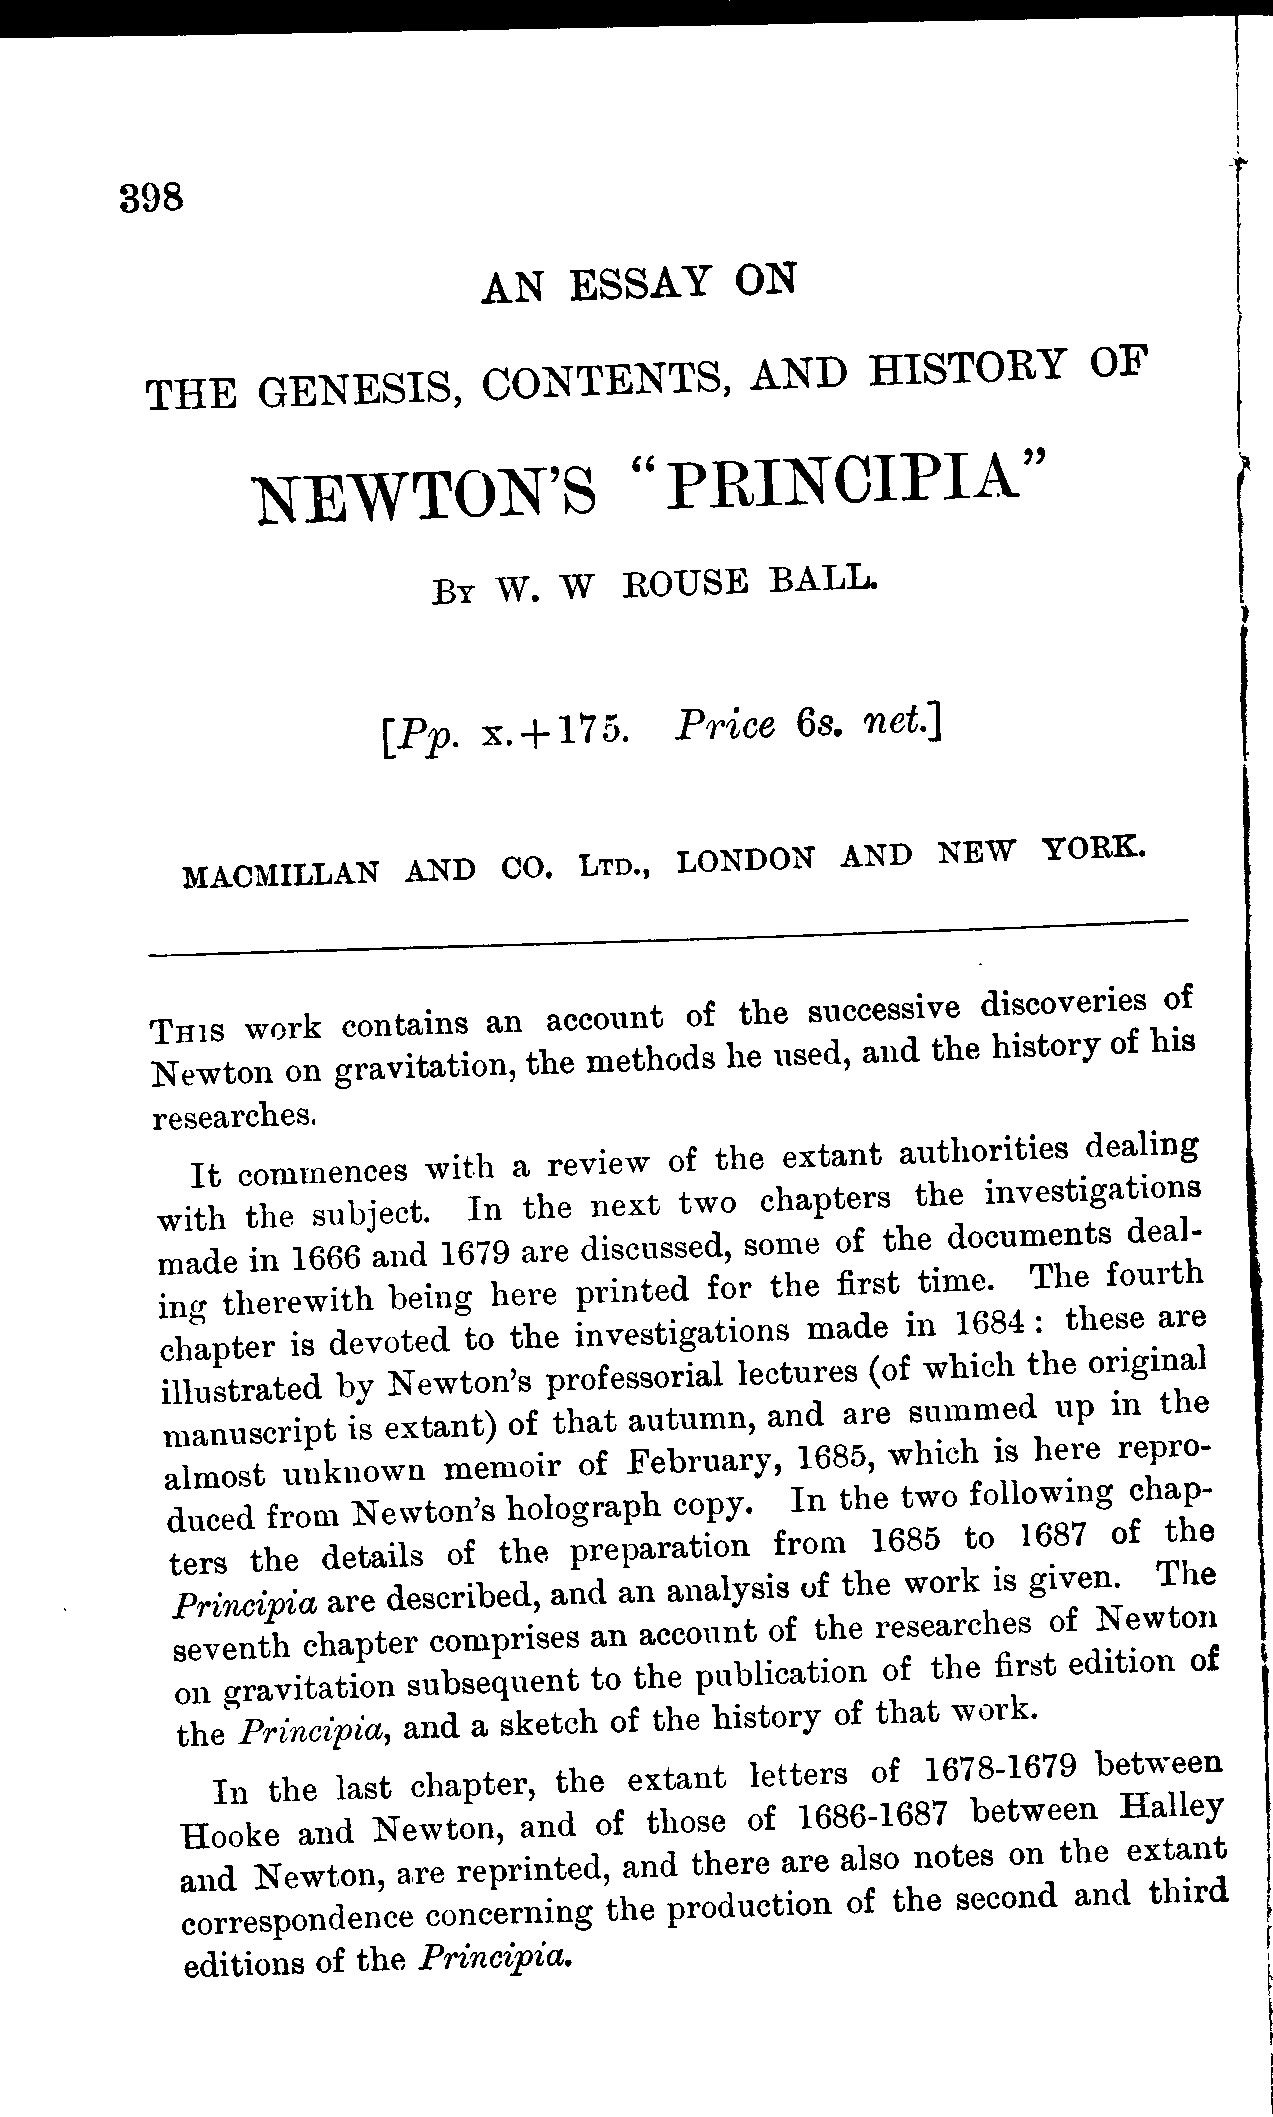 398
AN ESSAY ON
THE GENESIS, CONTENTS, AND HISTORY OF
NEWTON'S "PRINCIPIA"
By W. W ROUSE BALL.
[Pp. x.+175. Price 6s. net.]
MACMILLAN AND CO. LTD., LONDON AND NEW YORK.
THIS work contains an account of the successive discoveries of
Newton on gravitation, the methods he used, and the history of his
researches.
It commences with a review of the extant authorities dealing
with the subject. In the next two chapters the investigations
made in 1666 and 1679 are discussed, some of the documents deal-
ing therewith being here printed for the first time. The fourth
chapter is devoted to the investigations made in 1684 : these are
illustrated by Newton's professorial lectures (of which the original
manuscript is extant) of that autumn, and are summed up in the
almost unknown memoir of February, 1685, which is here repro-
duced from Newton's holograph copy. In the two following chap-
ters the details of the preparation from 1685 to 1687 of the
Principia are described, and an analysis of the work is given. The
seventh chapter comprises an account of the researches of Newton
on gravitation subsequent to the publication of the first edition of
the Principia, and a sketch of the history of that work.
In the last chapter, the extant letters of 1678-1679 between
Hooke and Newton, and of those of 1686-1687 between Halley
and Newton, are reprinted, and there are also notes on the extant
correspondence concerning the production of the second and third
editions of the Principia.